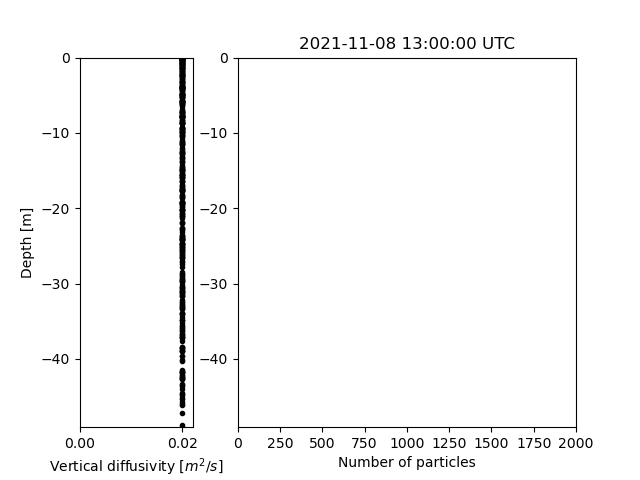 2021-11-08 13:00:00 UTC
Depth [m]
0
−10
−20
−30
−40
0.00 0.02
Vertical diffusivity [m²/s]
0
−10
−20
−30
−40
0 250 500 750 1000 1250 1500 1750 2000
Number of particles